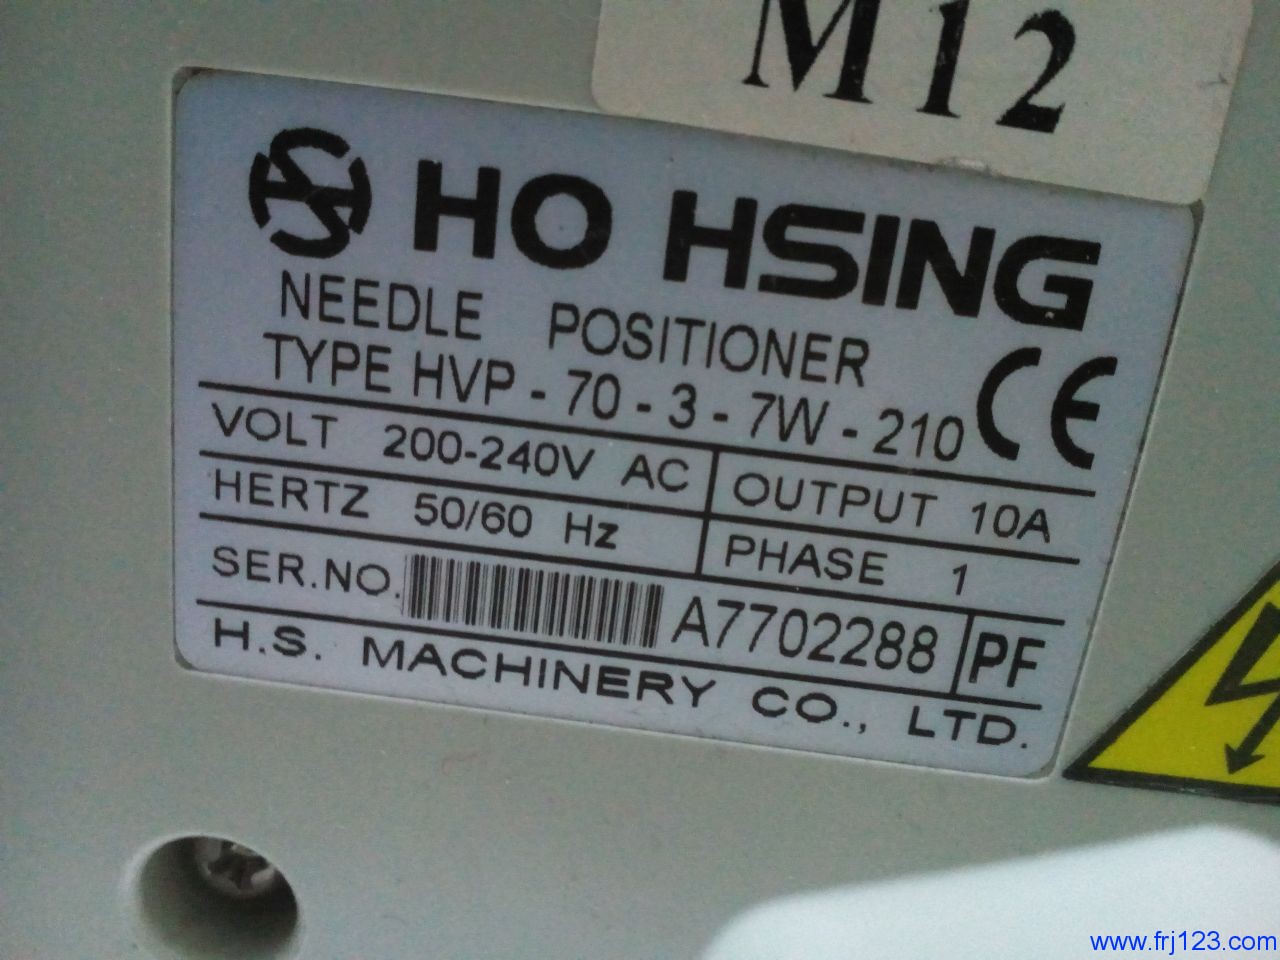 M12
HO HSING
NEEDLE POSITIONER
TYPE HVP - 70 - 3 - 7W - 210
CE
VOLT 200-240V AC OUTPUT 10A
HERTZ 50/60 Hz PHASE 1
SER.NO. A7702288 PF
H.S. MACHINERY CO., LTD.
www.frj123.com